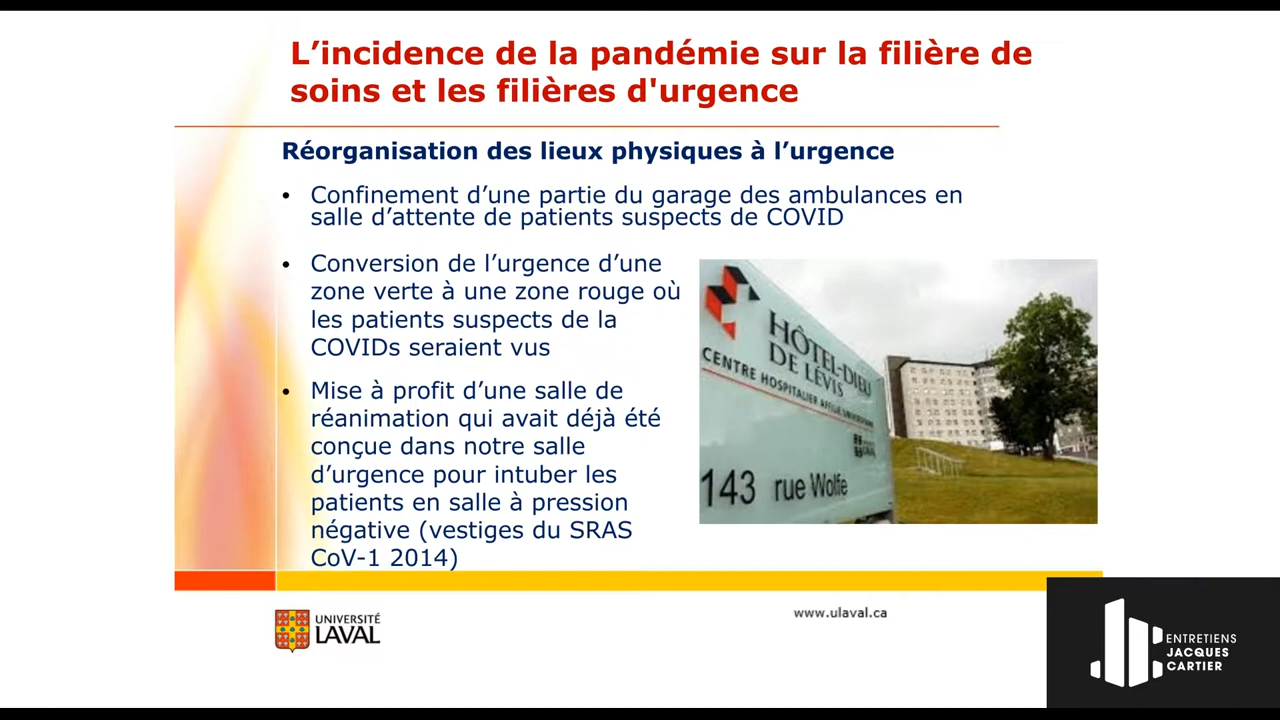 L’incidence de la pandémie sur la filière de
soins et les filières d'urgence
Réorganisation des lieux physiques à l’urgence
• Confinement d’une partie du garage des ambulances en
salle d’attente de patients suspects de COVID
• Conversion de l’urgence d’une
zone verte à une zone rouge où
les patients suspects de la
COVIDs seraient vus
• Mise à profit d’une salle de
réanimation qui avait déjà été
conçue dans notre salle
d’urgence pour intuber les
patients en salle à pression
négative (vestiges du SRAS
CoV-1 2014)
HÔTEL-DIEU
DE LÉVIS
CENTRE HOSPITALIER AFFILIÉ UNIVERSITAIRE
143 rue Wolfe
UNIVERSITÉ
LAVAL
www.ulaval.ca
ENTRETIENS
JACQUES
CARTIER